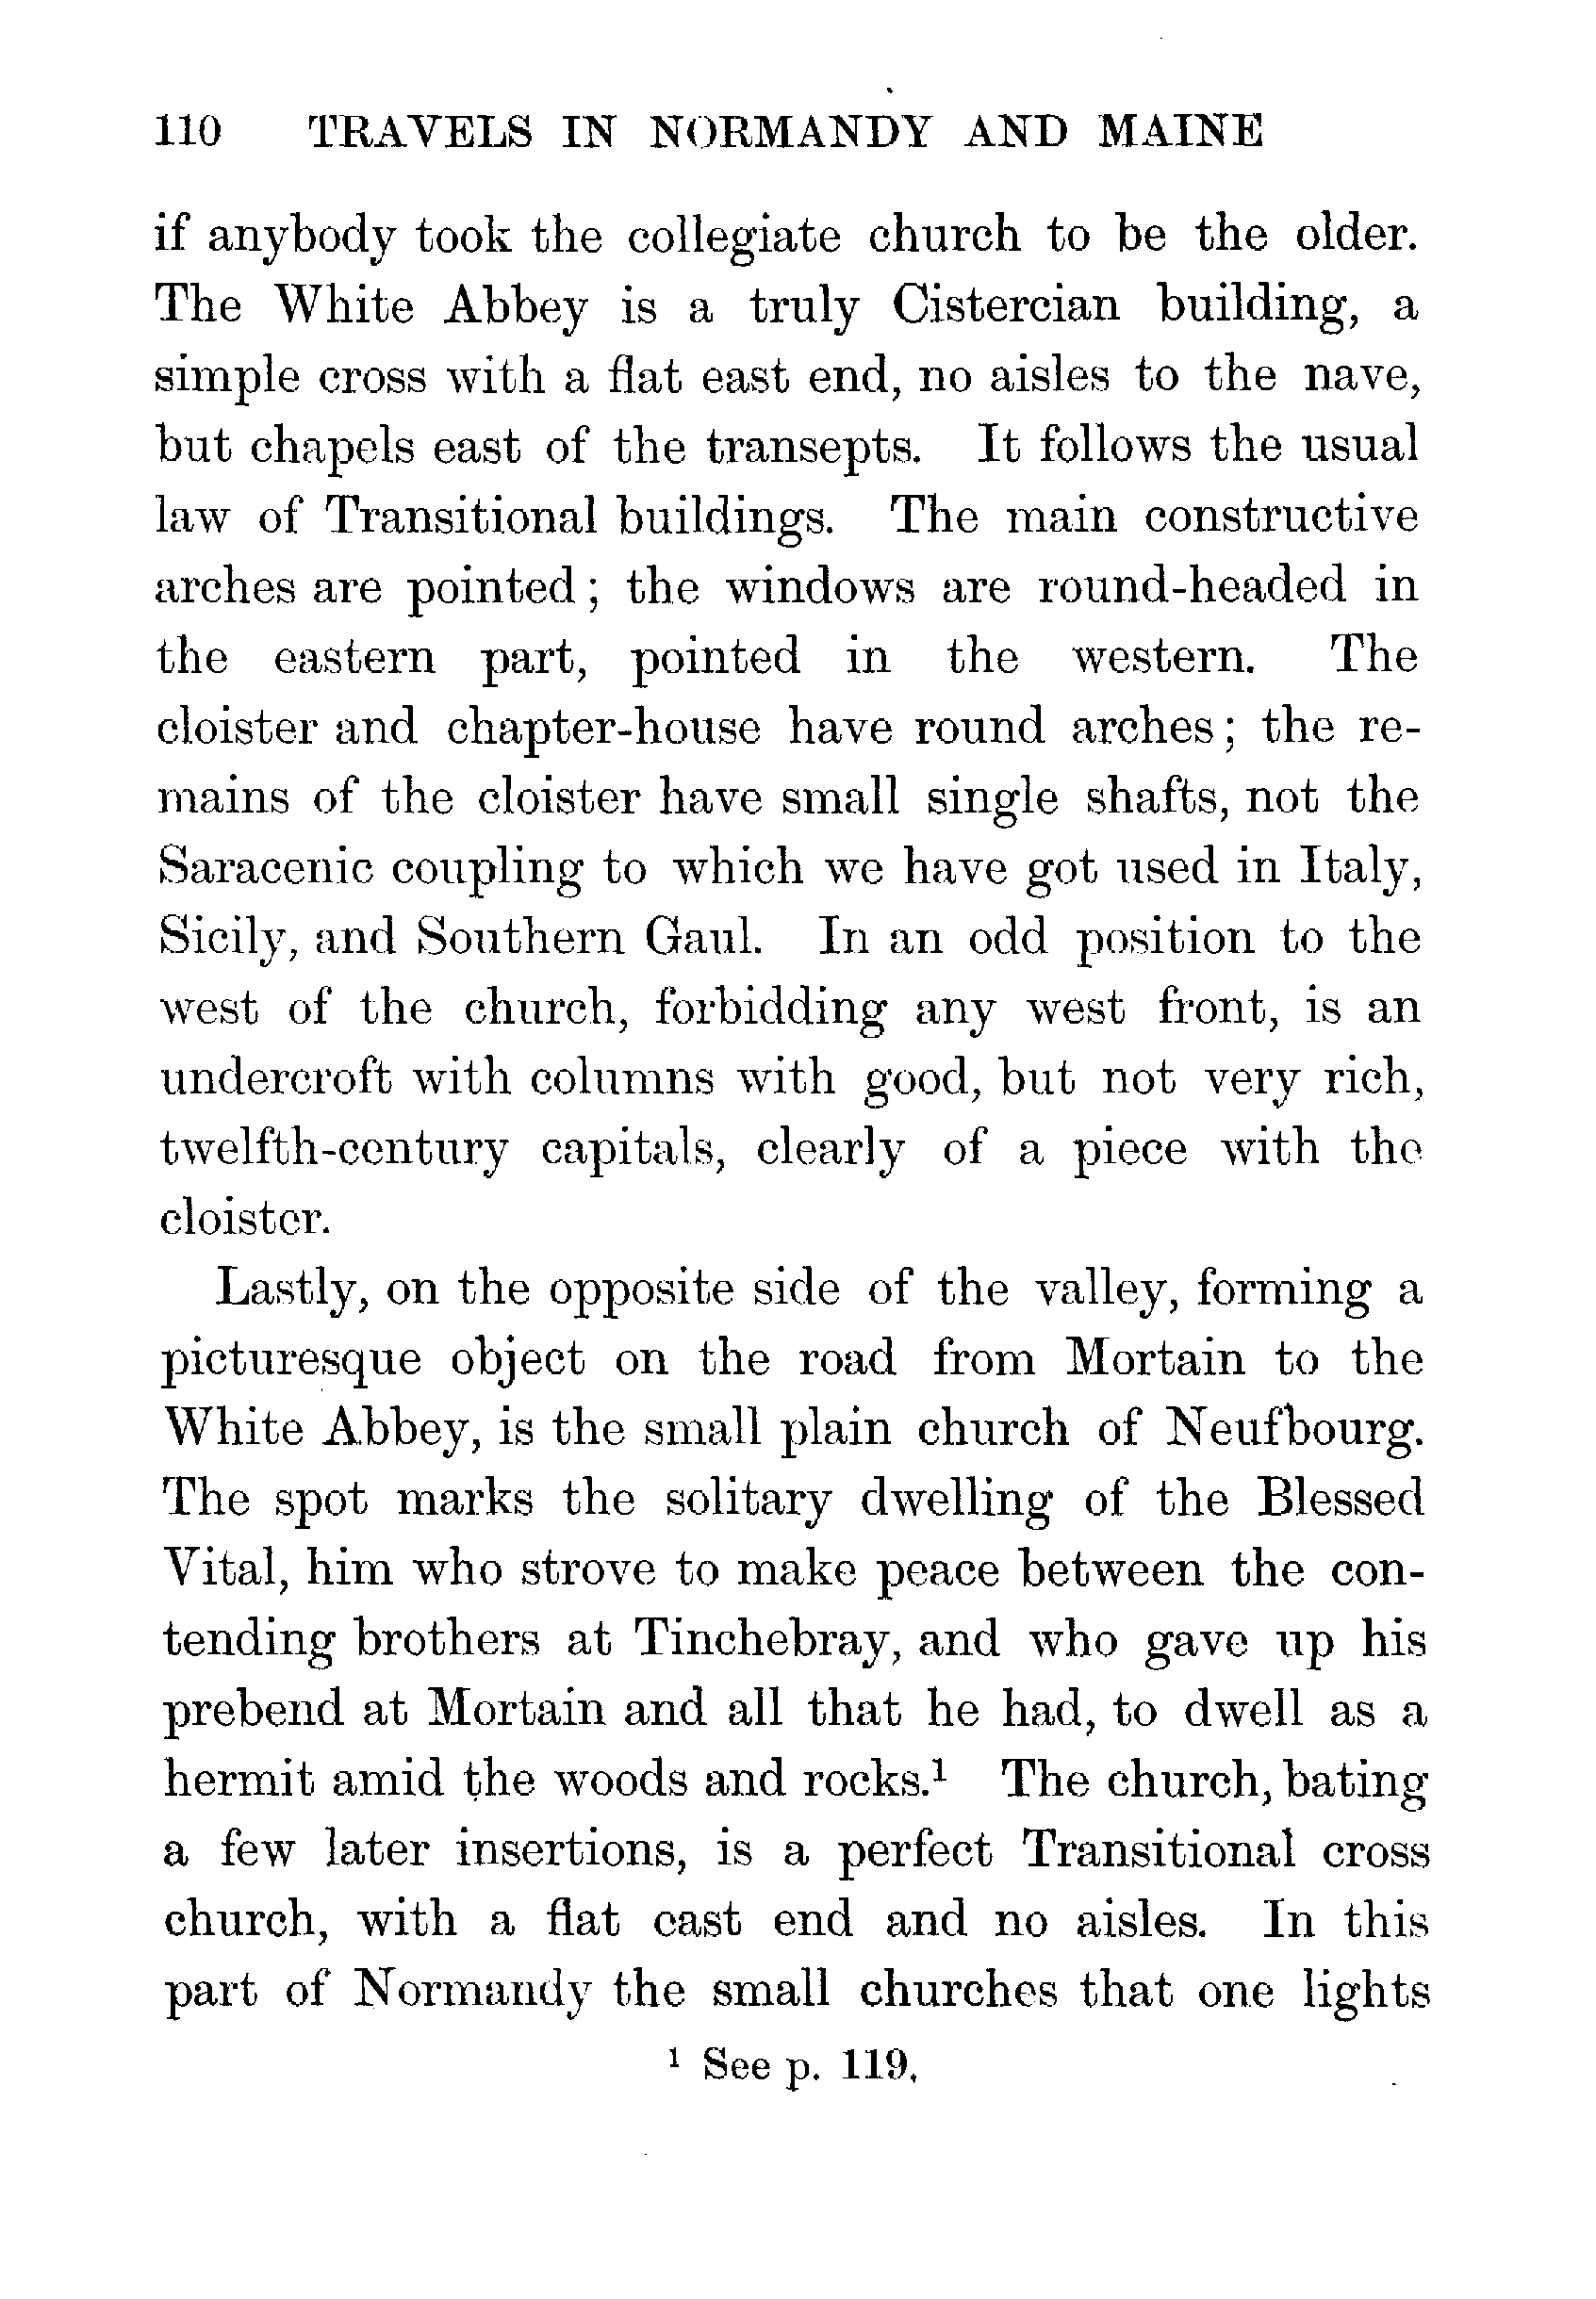 110 TRAVELS IN NORMANDY AND MAINE
if anybody took the collegiate church to be the older.
The White Abbey is a truly Cistercian building, a
simple cross with a flat east end, no aisles to the nave,
but chapels east of the transepts. It follows the usual
law of Transitional buildings. The main constructive
arches are pointed; the windows are round-headed in
the eastern part, pointed in the western. The
cloister and chapter-house have round arches; the re-
mains of the cloister have small single shafts, not the
Saracenic coupling to which we have got used in Italy,
Sicily, and Southern Gaul. In an odd position to the
west of the church, forbidding any west front, is an
undercroft with columns with good, but not very rich,
twelfth-century capitals, clearly of a piece with the
cloister.
Lastly, on the opposite side of the valley, forming a
picturesque object on the road from Mortain to the
White Abbey, is the small plain church of Neufbourg.
The spot marks the solitary dwelling of the Blessed
Vital, him who strove to make peace between the con-
tending brothers at Tinchebray, and who gave up his
prebend at Mortain and all that he had, to dwell as a
hermit amid the woods and rocks.¹ The church, bating
a few later insertions, is a perfect Transitional cross
church, with a flat east end and no aisles. In this
part of Normandy the small churches that one lights
¹ See p. 119.